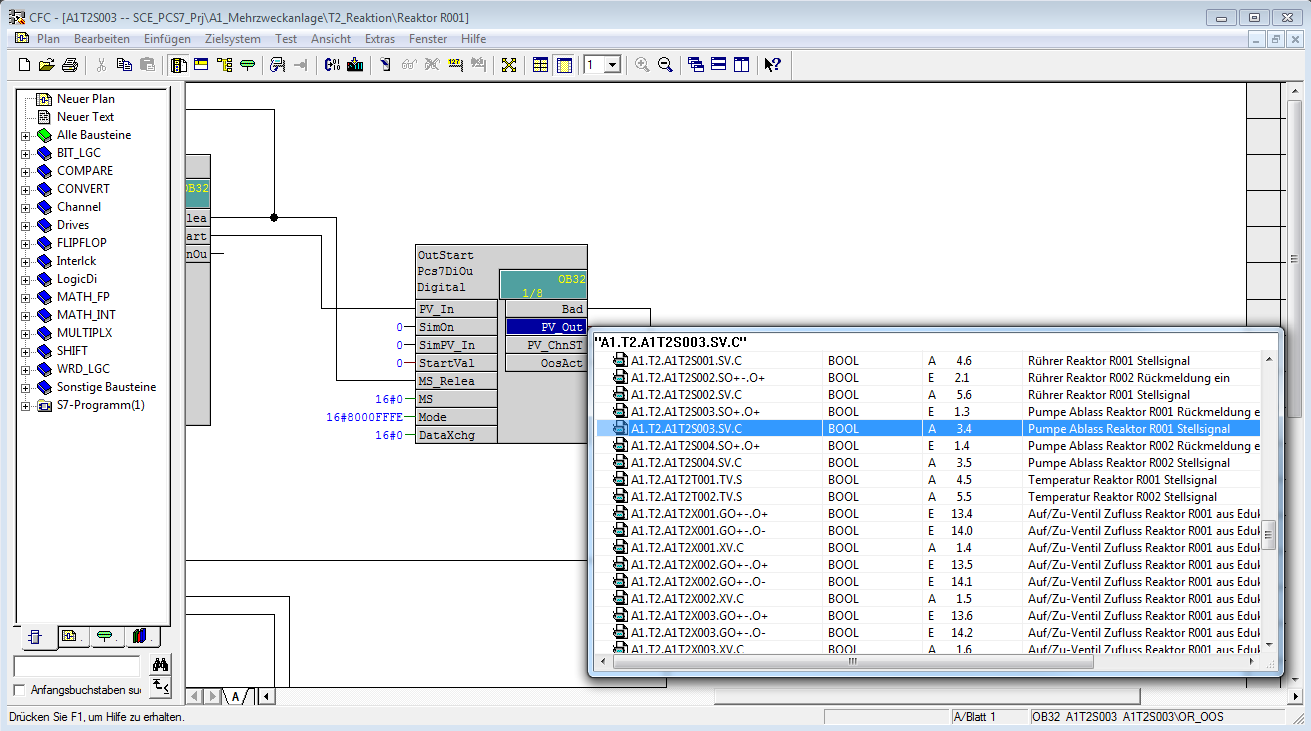 CFC - [A1T2S003 -- SCE_PCS7_Prj\A1_Mehrzweckanlage\T2_Reaktion\Reaktor R001]
Plan Bearbeiten Einfügen Zielsystem Test Ansicht Extras Fenster Hilfe
1
Neuer Plan
Neuer Text
Alle Bausteine
BIT_LGC
COMPARE
CONVERT
Channel
Drives
FLIPFLOP
Interlck
LogicDi
MATH_FP
MATH_INT
MULTIPLX
SHIFT
WRD_LGC
Sonstige Bausteine
S7-Programm(1)
Anfangsbuchstaben su
OB32
lea
art
nOu
OutStart
Pcs7DiOu
Digital
OB32
1/8
PV_In Bad
0 SimOn PV_Out
0 SimPV_In PV_ChnST
0 StartVal OosAct
MS_Relea
16#0 MS
16#8000FFFE Mode
16#0 DataXchg
"A1.T2.A1T2S003.SV.C"
A1.T2.A1T2S001.SV.C BOOL A 4.6 Rührer Reaktor R001 Stellsignal
A1.T2.A1T2S002.SO+-.O+ BOOL E 2.1 Rührer Reaktor R002 Rückmeldung ein
A1.T2.A1T2S002.SV.C BOOL A 5.6 Rührer Reaktor R001 Stellsignal
A1.T2.A1T2S003.SO+.O+ BOOL E 1.3 Pumpe Ablass Reaktor R001 Rückmeldung e
A1.T2.A1T2S003.SV.C BOOL A 3.4 Pumpe Ablass Reaktor R001 Stellsignal
A1.T2.A1T2S004.SO+.O+ BOOL E 1.4 Pumpe Ablass Reaktor R002 Rückmeldung e
A1.T2.A1T2S004.SV.C BOOL A 3.5 Pumpe Ablass Reaktor R002 Stellsignal
A1.T2.A1T2T001.TV.S BOOL A 4.5 Temperatur Reaktor R001 Stellsignal
A1.T2.A1T2T002.TV.S BOOL A 5.5 Temperatur Reaktor R002 Stellsignal
A1.T2.A1T2X001.GO+-.O+ BOOL E 13.4 Auf/Zu-Ventil Zufluss Reaktor R001 aus Eduk
A1.T2.A1T2X001.GO+-.O- BOOL E 14.0 Auf/Zu-Ventil Zufluss Reaktor R001 aus Eduk
A1.T2.A1T2X001.XV.C BOOL A 1.4 Auf/Zu-Ventil Zufluss Reaktor R001 aus Eduk
A1.T2.A1T2X002.GO+-.O+ BOOL E 13.5 Auf/Zu-Ventil Zufluss Reaktor R001 aus Eduk
A1.T2.A1T2X002.GO+-.O- BOOL E 14.1 Auf/Zu-Ventil Zufluss Reaktor R001 aus Eduk
A1.T2.A1T2X002.XV.C BOOL A 1.5 Auf/Zu-Ventil Zufluss Reaktor R001 aus Eduk
A1.T2.A1T2X003.GO+-.O+ BOOL E 13.6 Auf/Zu-Ventil Zufluss Reaktor R001 aus Eduk
A1.T2.A1T2X003.GO+-.O- BOOL E 14.2 Auf/Zu-Ventil Zufluss Reaktor R001 aus Eduk
A1.T2.A1T2X003.XV.C BOOL A 1.6 Auf/Zu-Ventil Zufluss Reaktor R001 aus Eduk
A
Drücken Sie F1, um Hilfe zu erhalten. A/Blatt 1 OB32 A1T2S003 A1T2S003\OR_OOS